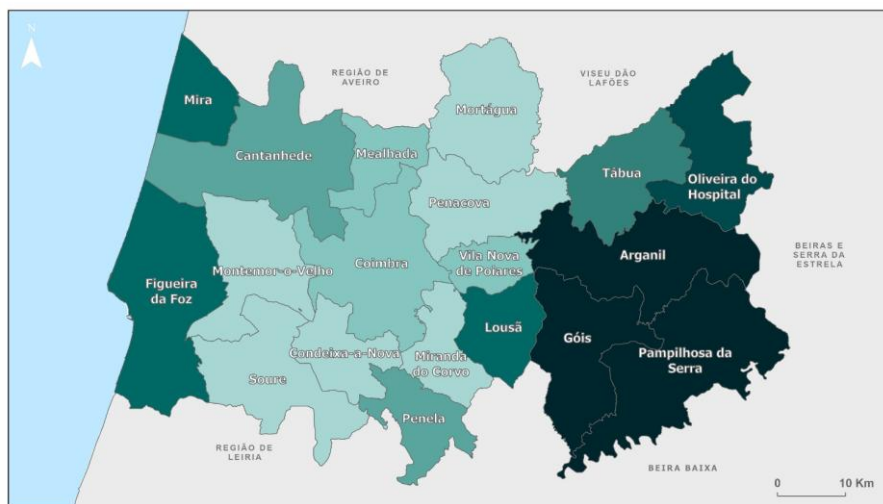 N
REGIÃO DE
AVEIRO
VISEU DÃO
LAFÕES
Mira
Mortágua
Cantanhede
Mealhada
Tábua
Oliveira do
Hospital
Penacova
BEIRAS E
SERRA DA
ESTRELA
Arganil
Vila Nova
de Poiares
Coimbra
Montemor-o-Velho
Figueira
da Foz
Lousã
Góis
Pampilhosa da
Serra
Condeixa-a-Nova
Miranda
do Corvo
Soure
Penela
REGIÃO DE
LEIRIA
BEIRA BAIXA
0 10 Km